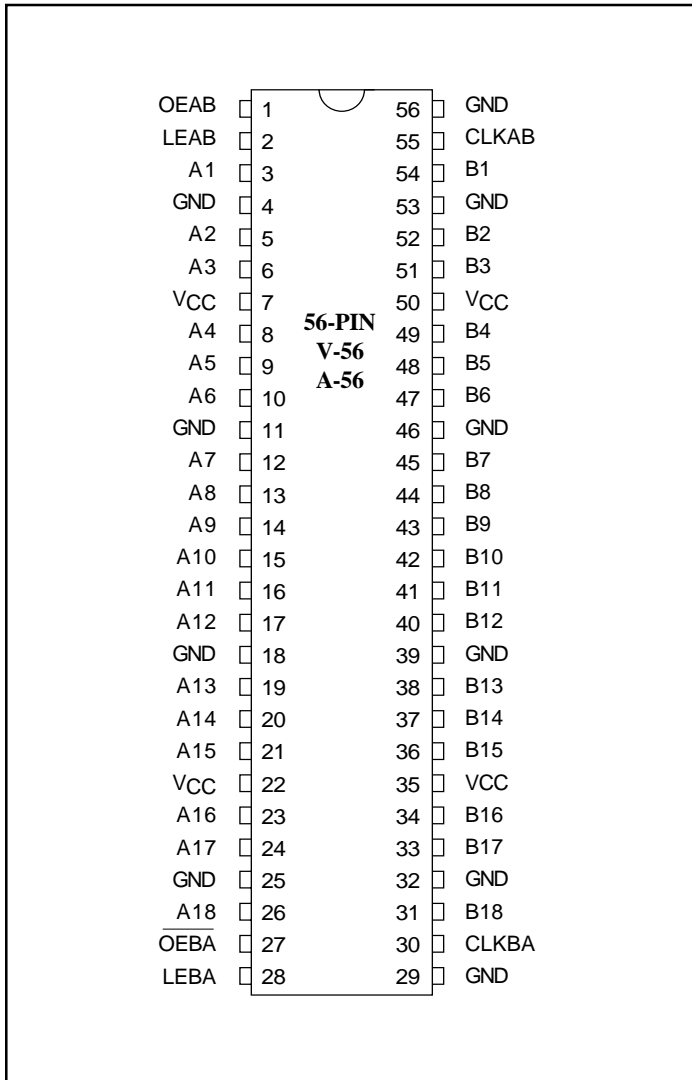 OEAB 1 56 GND
LEAB 2 55 CLKAB
A1 3 54 B1
GND 4 53 GND
A2 5 52 B2
A3 6 51 B3
VCC 7 50 VCC
56-PIN
A4 8 49 B4
V-56
A5 9 48 B5
A-56
A6 10 47 B6
GND 11 46 GND
A7 12 45 B7
A8 13 44 B8
A9 14 43 B9
A10 15 42 B10
A11 16 41 B11
A12 17 40 B12
GND 18 39 GND
A13 19 38 B13
A14 20 37 B14
A15 21 36 B15
VCC 22 35 VCC
A16 23 34 B16
A17 24 33 B17
GND 25 32 GND
A18 26 31 B18
OEBA 27 30 CLKBA
LEBA 28 29 GND